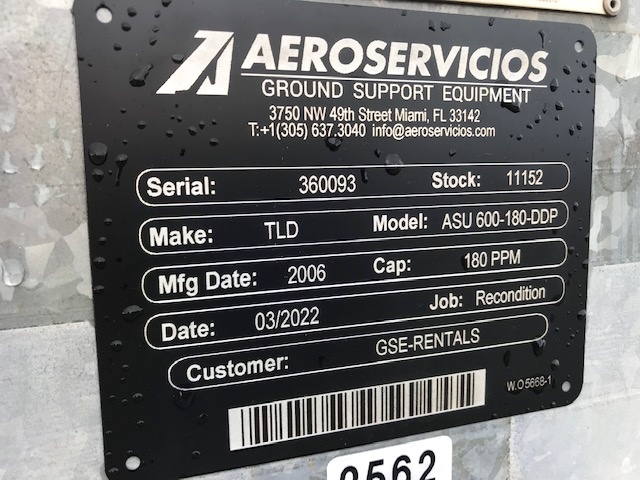 AEROSERVICIOS
GROUND SUPPORT EQUIPMENT
3750 NW 49th Street Miami, FL 33142
T:+1(305) 637.3040 info@aeroservicios.com
Serial: 360093 Stock: 11152
Make: TLD Model: ASU 600-180-DDP
Mfg Date: 2006 Cap: 180 PPM
Date: 03/2022 Job: Recondition
Customer: GSE-RENTALS
W.O 5668-1
0562